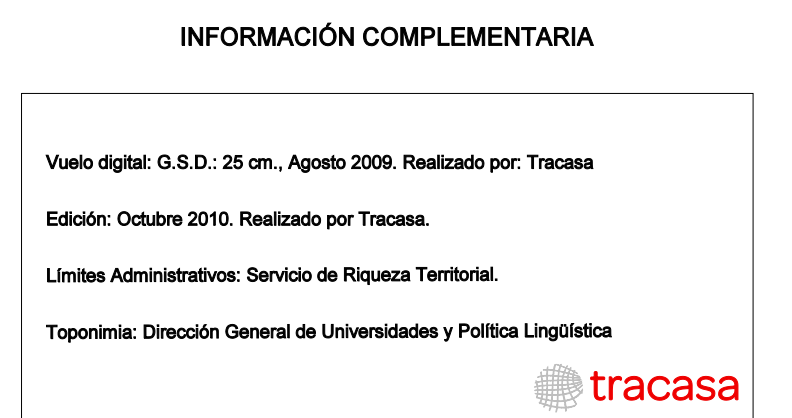 INFORMACIÓN COMPLEMENTARIA
Vuelo digital: G.S.D.: 25 cm., Agosto 2009. Realizado por: Tracasa
Edición: Octubre 2010. Realizado por Tracasa.
Límites Administrativos: Servicio de Riqueza Territorial.
Toponimia: Dirección General de Universidades y Política Lingüística
tracasa